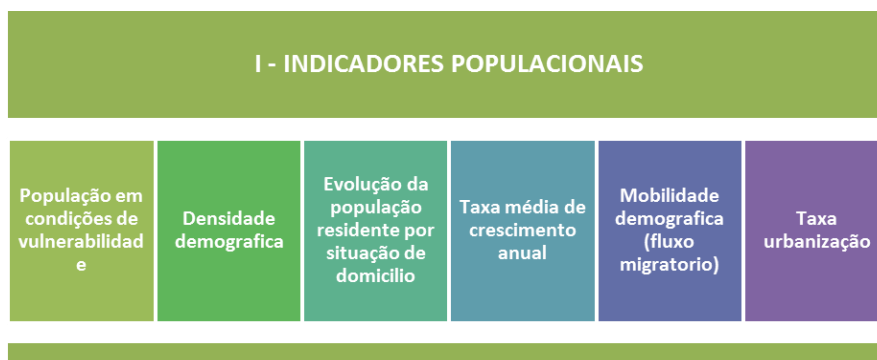 I - INDICADORES POPULACIONAIS
População em
condições de
vulnerabilidad
e
Densidade
demografica
Evolução da
população
residente por
situação de
domicilio
Taxa média de
crescimento
anual
Mobilidade
demografica
(fluxo
migratorio)
Taxa
urbanização